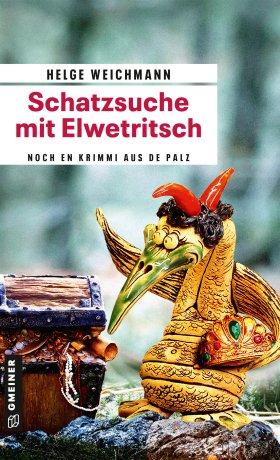 HELGE WEICHMANN
Schatzsuche
mit Elwetritsch
NOCH EN KRIMMI AUS DE PALZ
GMEINER